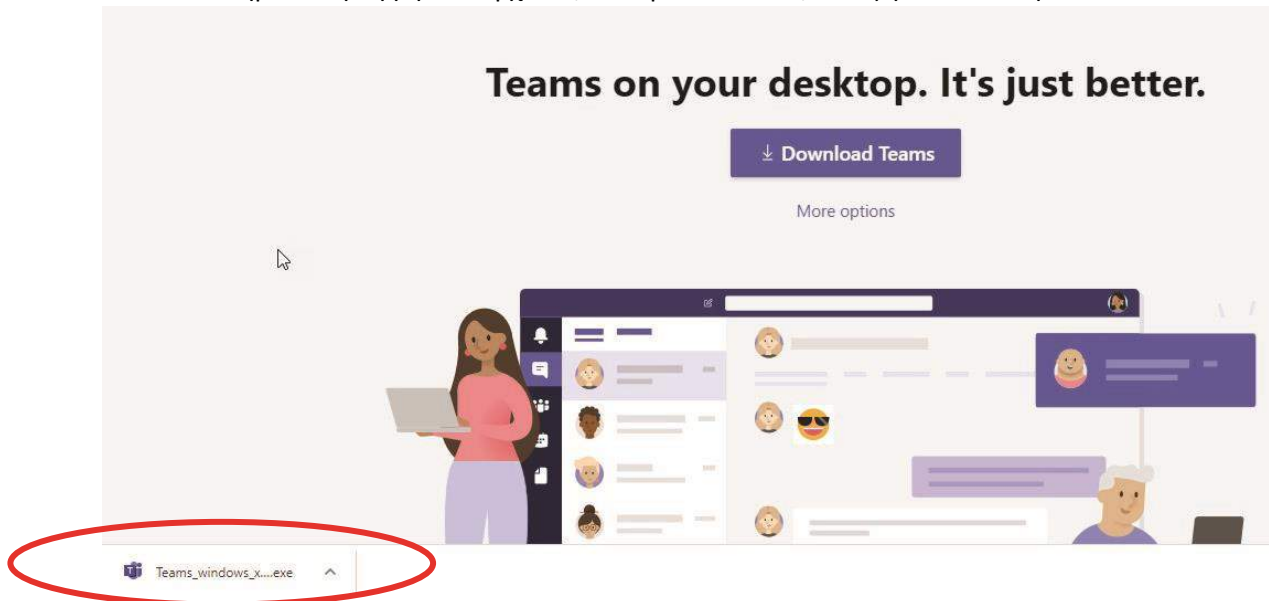 Teams on your desktop. It's just better.
Download Teams
More options
Teams_windows_x....exe